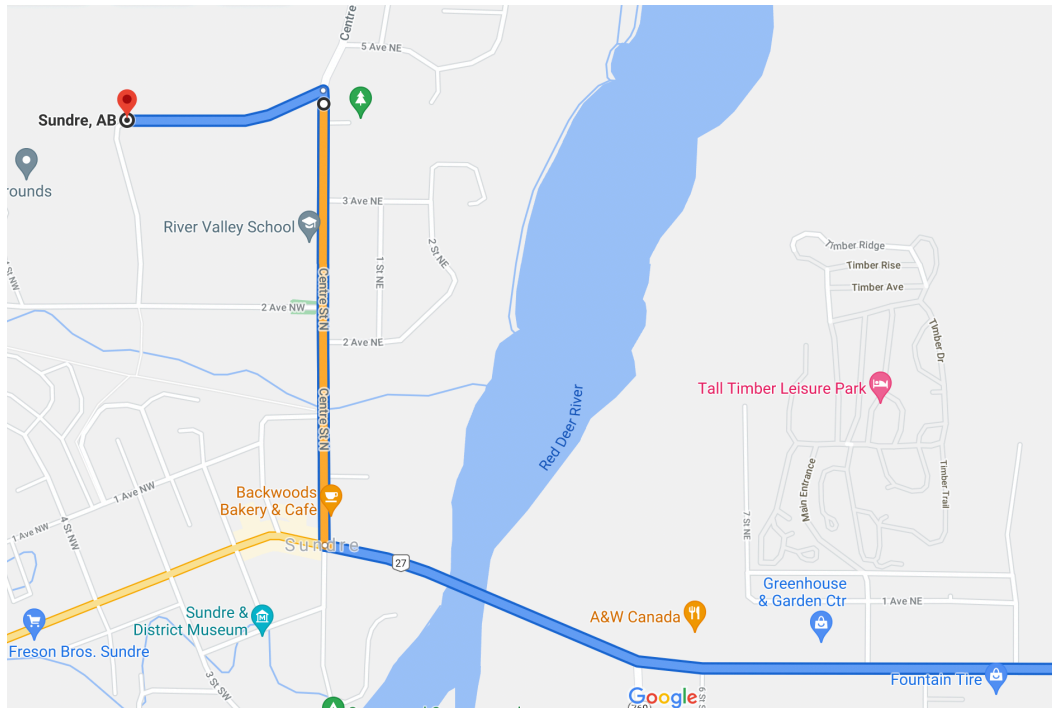 Centre
5 Ave NE
Sundre, AB
rounds
3 Ave NE
River Valley School
2 St NE
1 St NE
Timber Ridge
Timber Rise
Timber Ave
Centre St N
2 Ave NW
Timber Dr
2 Ave NE
Tall Timber Leisure Park
Red Deer River
Centre St N
Main Entrance
Timber Trail
Backwoods
Bakery & Cafè
1 Ave NW
4 St NW
1 Ave NW
7 St NE
Sundre
27
Greenhouse
& Garden Ctr
1 Ave NE
Sundre &
District Museum
A&W Canada
Freson Bros. Sundre
3 St SW
Fountain Tire
Google